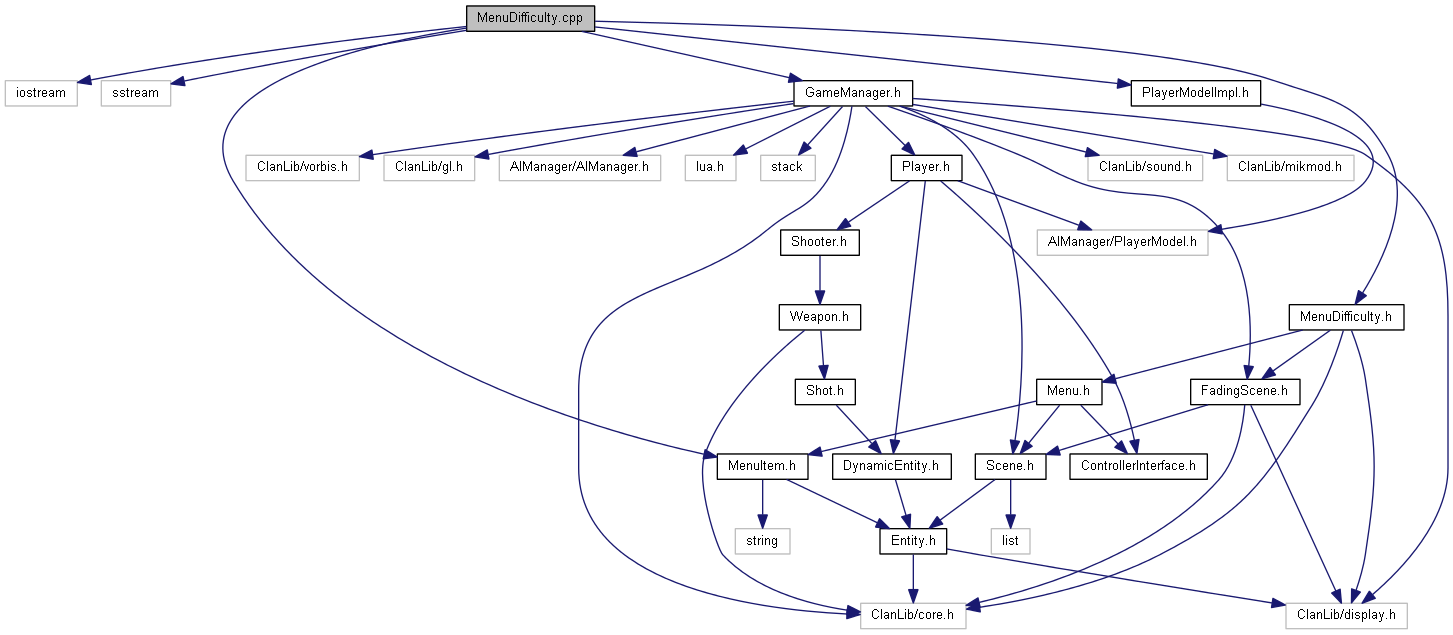 MenuDifficulty.cpp
iostream
sstream
GameManager.h
PlayerModelImpl.h
ClanLib/vorbis.h
ClanLib/gl.h
AIManager/AIManager.h
lua.h
stack
Player.h
ClanLib/sound.h
ClanLib/mikmod.h
Shooter.h
AIManager/PlayerModel.h
Weapon.h
MenuDifficulty.h
Shot.h
Menu.h
FadingScene.h
MenuItem.h
DynamicEntity.h
Scene.h
ControllerInterface.h
string
Entity.h
list
ClanLib/core.h
ClanLib/display.h